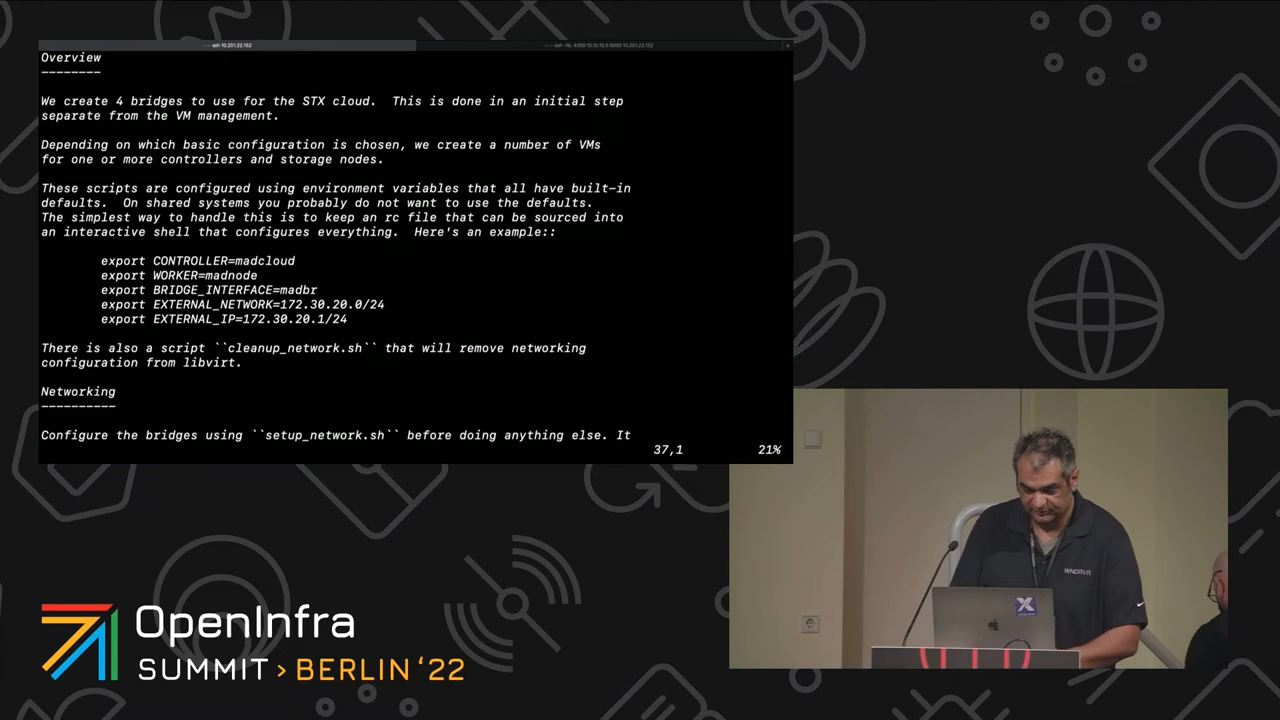 -- ssh 10.201.22.152
Overview
--------
We create 4 bridges to use for the STX cloud.  This is done in an initial step
separate from the VM management.
Depending on which basic configuration is chosen, we create a number of VMs
for one or more controllers and storage nodes.
These scripts are configured using environment variables that all have built-in
defaults.  On shared systems you probably do not want to use the defaults.
The simplest way to handle this is to keep an rc file that can be sourced into
an interactive shell that configures everything.  Here's an example::
export CONTROLLER=madcloud
export WORKER=madnode
export BRIDGE_INTERFACE=madbr
export EXTERNAL_NETWORK=172.30.20.0/24
export EXTERNAL_IP=172.30.20.1/24
There is also a script ``cleanup_network.sh`` that will remove networking
configuration from libvirt.
Networking
----------
Configure the bridges using ``setup_network.sh`` before doing anything else. It
37,1 21%
WNDRVR
OpenInfra
SUMMIT > BERLIN '22